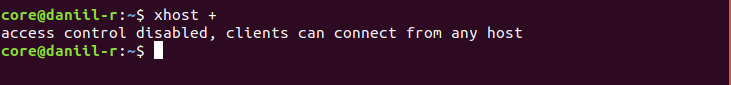 core@daniil-r:~$ xhost +
access control disabled, clients can connect from any host
core@daniil-r:~$